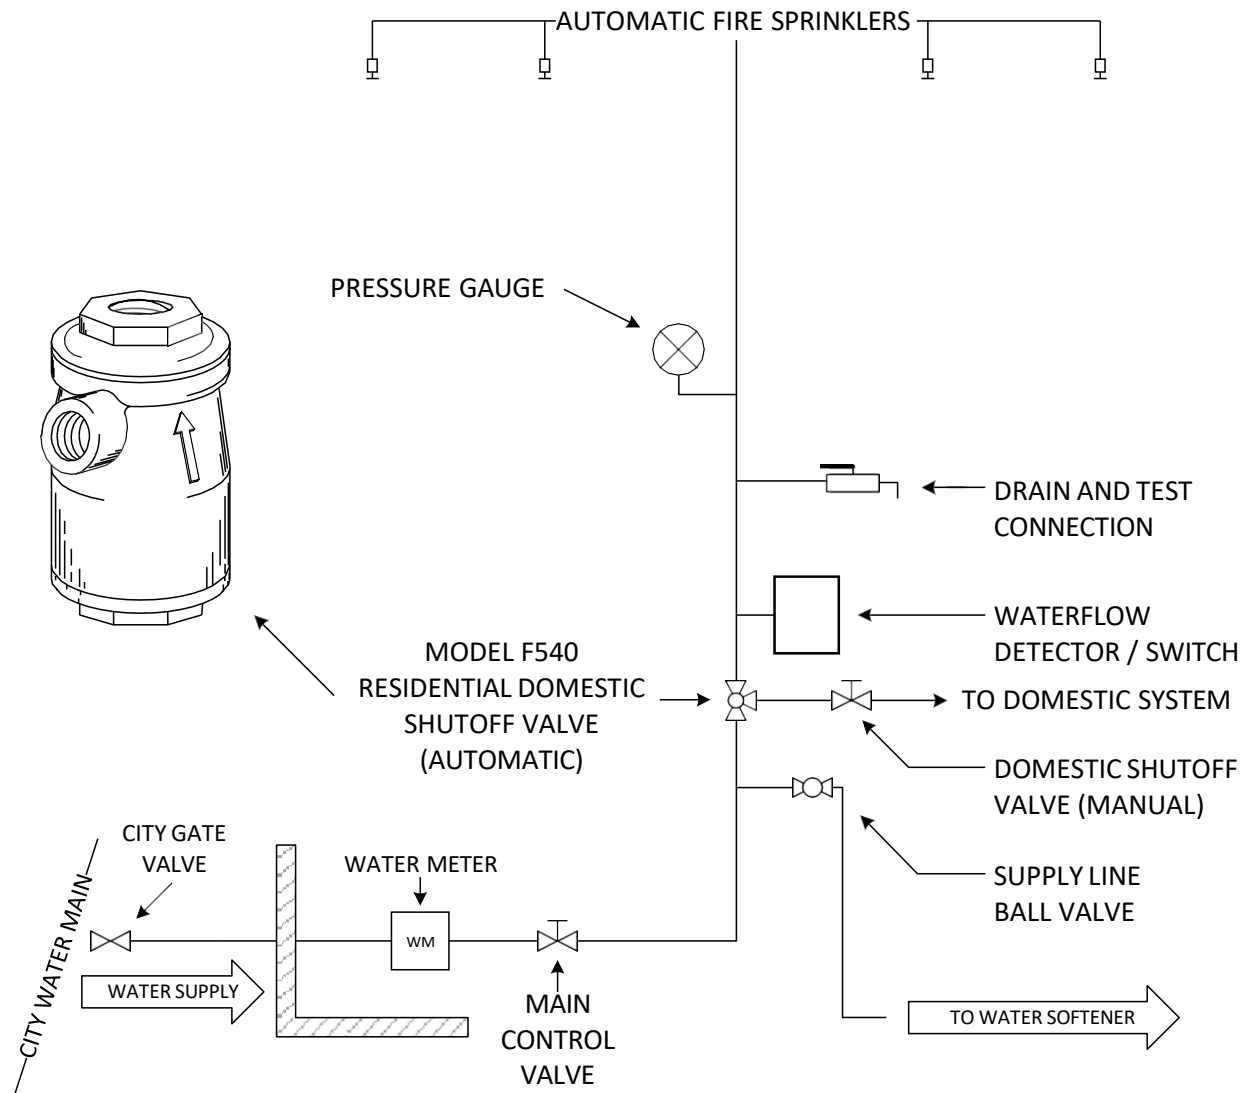 AUTOMATIC FIRE SPRINKLERS
PRESSURE GAUGE
DRAIN AND TEST
CONNECTION
WATERFLOW
DETECTOR / SWITCH
MODEL F540
RESIDENTIAL DOMESTIC
SHUTOFF VALVE
(AUTOMATIC)
TO DOMESTIC SYSTEM
DOMESTIC SHUTOFF
VALVE (MANUAL)
CITY GATE
VALVE
WATER METER
SUPPLY LINE
BALL VALVE
WM
CITY WATER MAIN
WATER SUPPLY
MAIN
CONTROL
VALVE
TO WATER SOFTENER